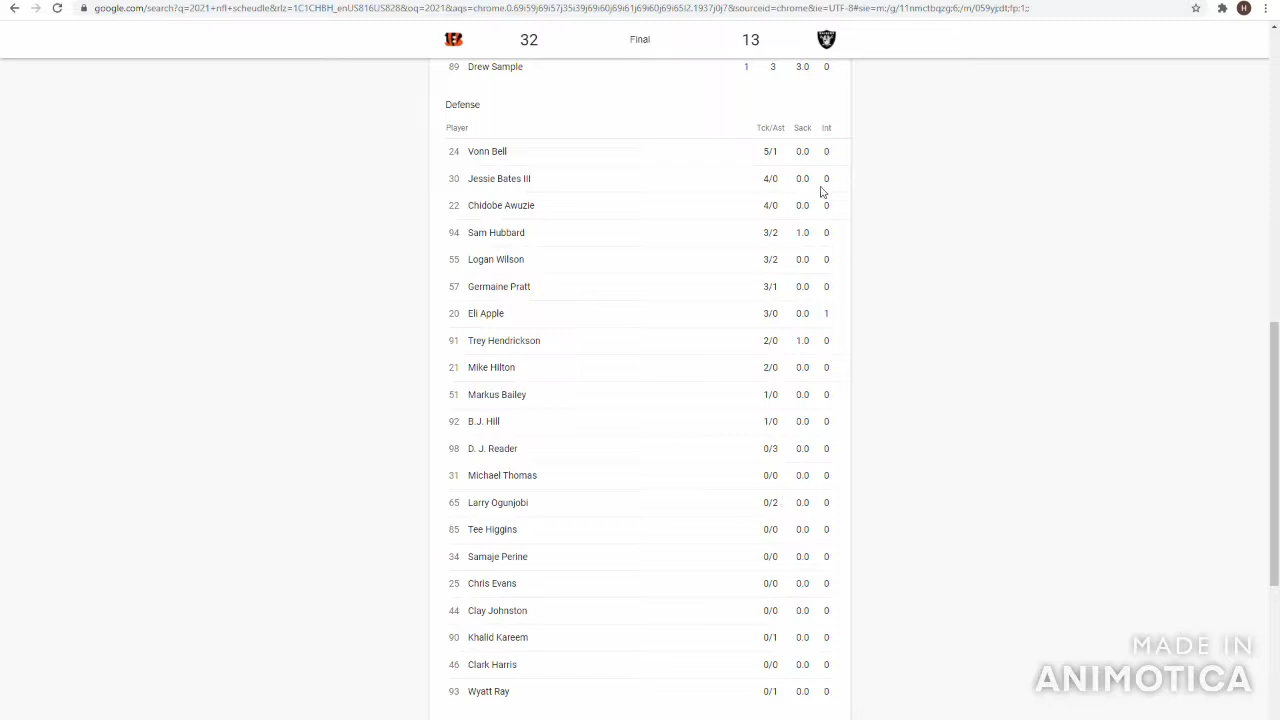 google.com/search?q=2021+nfl+scheudle&rlz=1C1CHBH_enUS816US828&oq=2021&aqs=chrome.0.69i59j69i57j35i39j69i60j69i61j69i60j69i65l2.1937j0j7&sourceid=chrome&ie=UTF-8#sie=m;/g/11nmctbqzg;6;/m/059yj;dt;fp;1;;
H
32 Final 13
89 Drew Sample 1 3 3.0 0
Defense
Player Tck/Ast Sack Int
24 Vonn Bell 5/1 0.0 0
30 Jessie Bates III 4/0 0.0 0
22 Chidobe Awuzie 4/0 0.0 0
94 Sam Hubbard 3/2 1.0 0
55 Logan Wilson 3/2 0.0 0
57 Germaine Pratt 3/1 0.0 0
20 Eli Apple 3/0 0.0 1
91 Trey Hendrickson 2/0 1.0 0
21 Mike Hilton 2/0 0.0 0
51 Markus Bailey 1/0 0.0 0
92 B.J. Hill 1/0 0.0 0
98 D. J. Reader 0/3 0.0 0
31 Michael Thomas 0/0 0.0 0
65 Larry Ogunjobi 0/2 0.0 0
85 Tee Higgins 0/0 0.0 0
34 Samaje Perine 0/0 0.0 0
25 Chris Evans 0/0 0.0 0
44 Clay Johnston 0/0 0.0 0
90 Khalid Kareem 0/1 0.0 0
46 Clark Harris 0/0 0.0 0
93 Wyatt Ray 0/1 0.0 0
MADE IN
ANIMOTICA